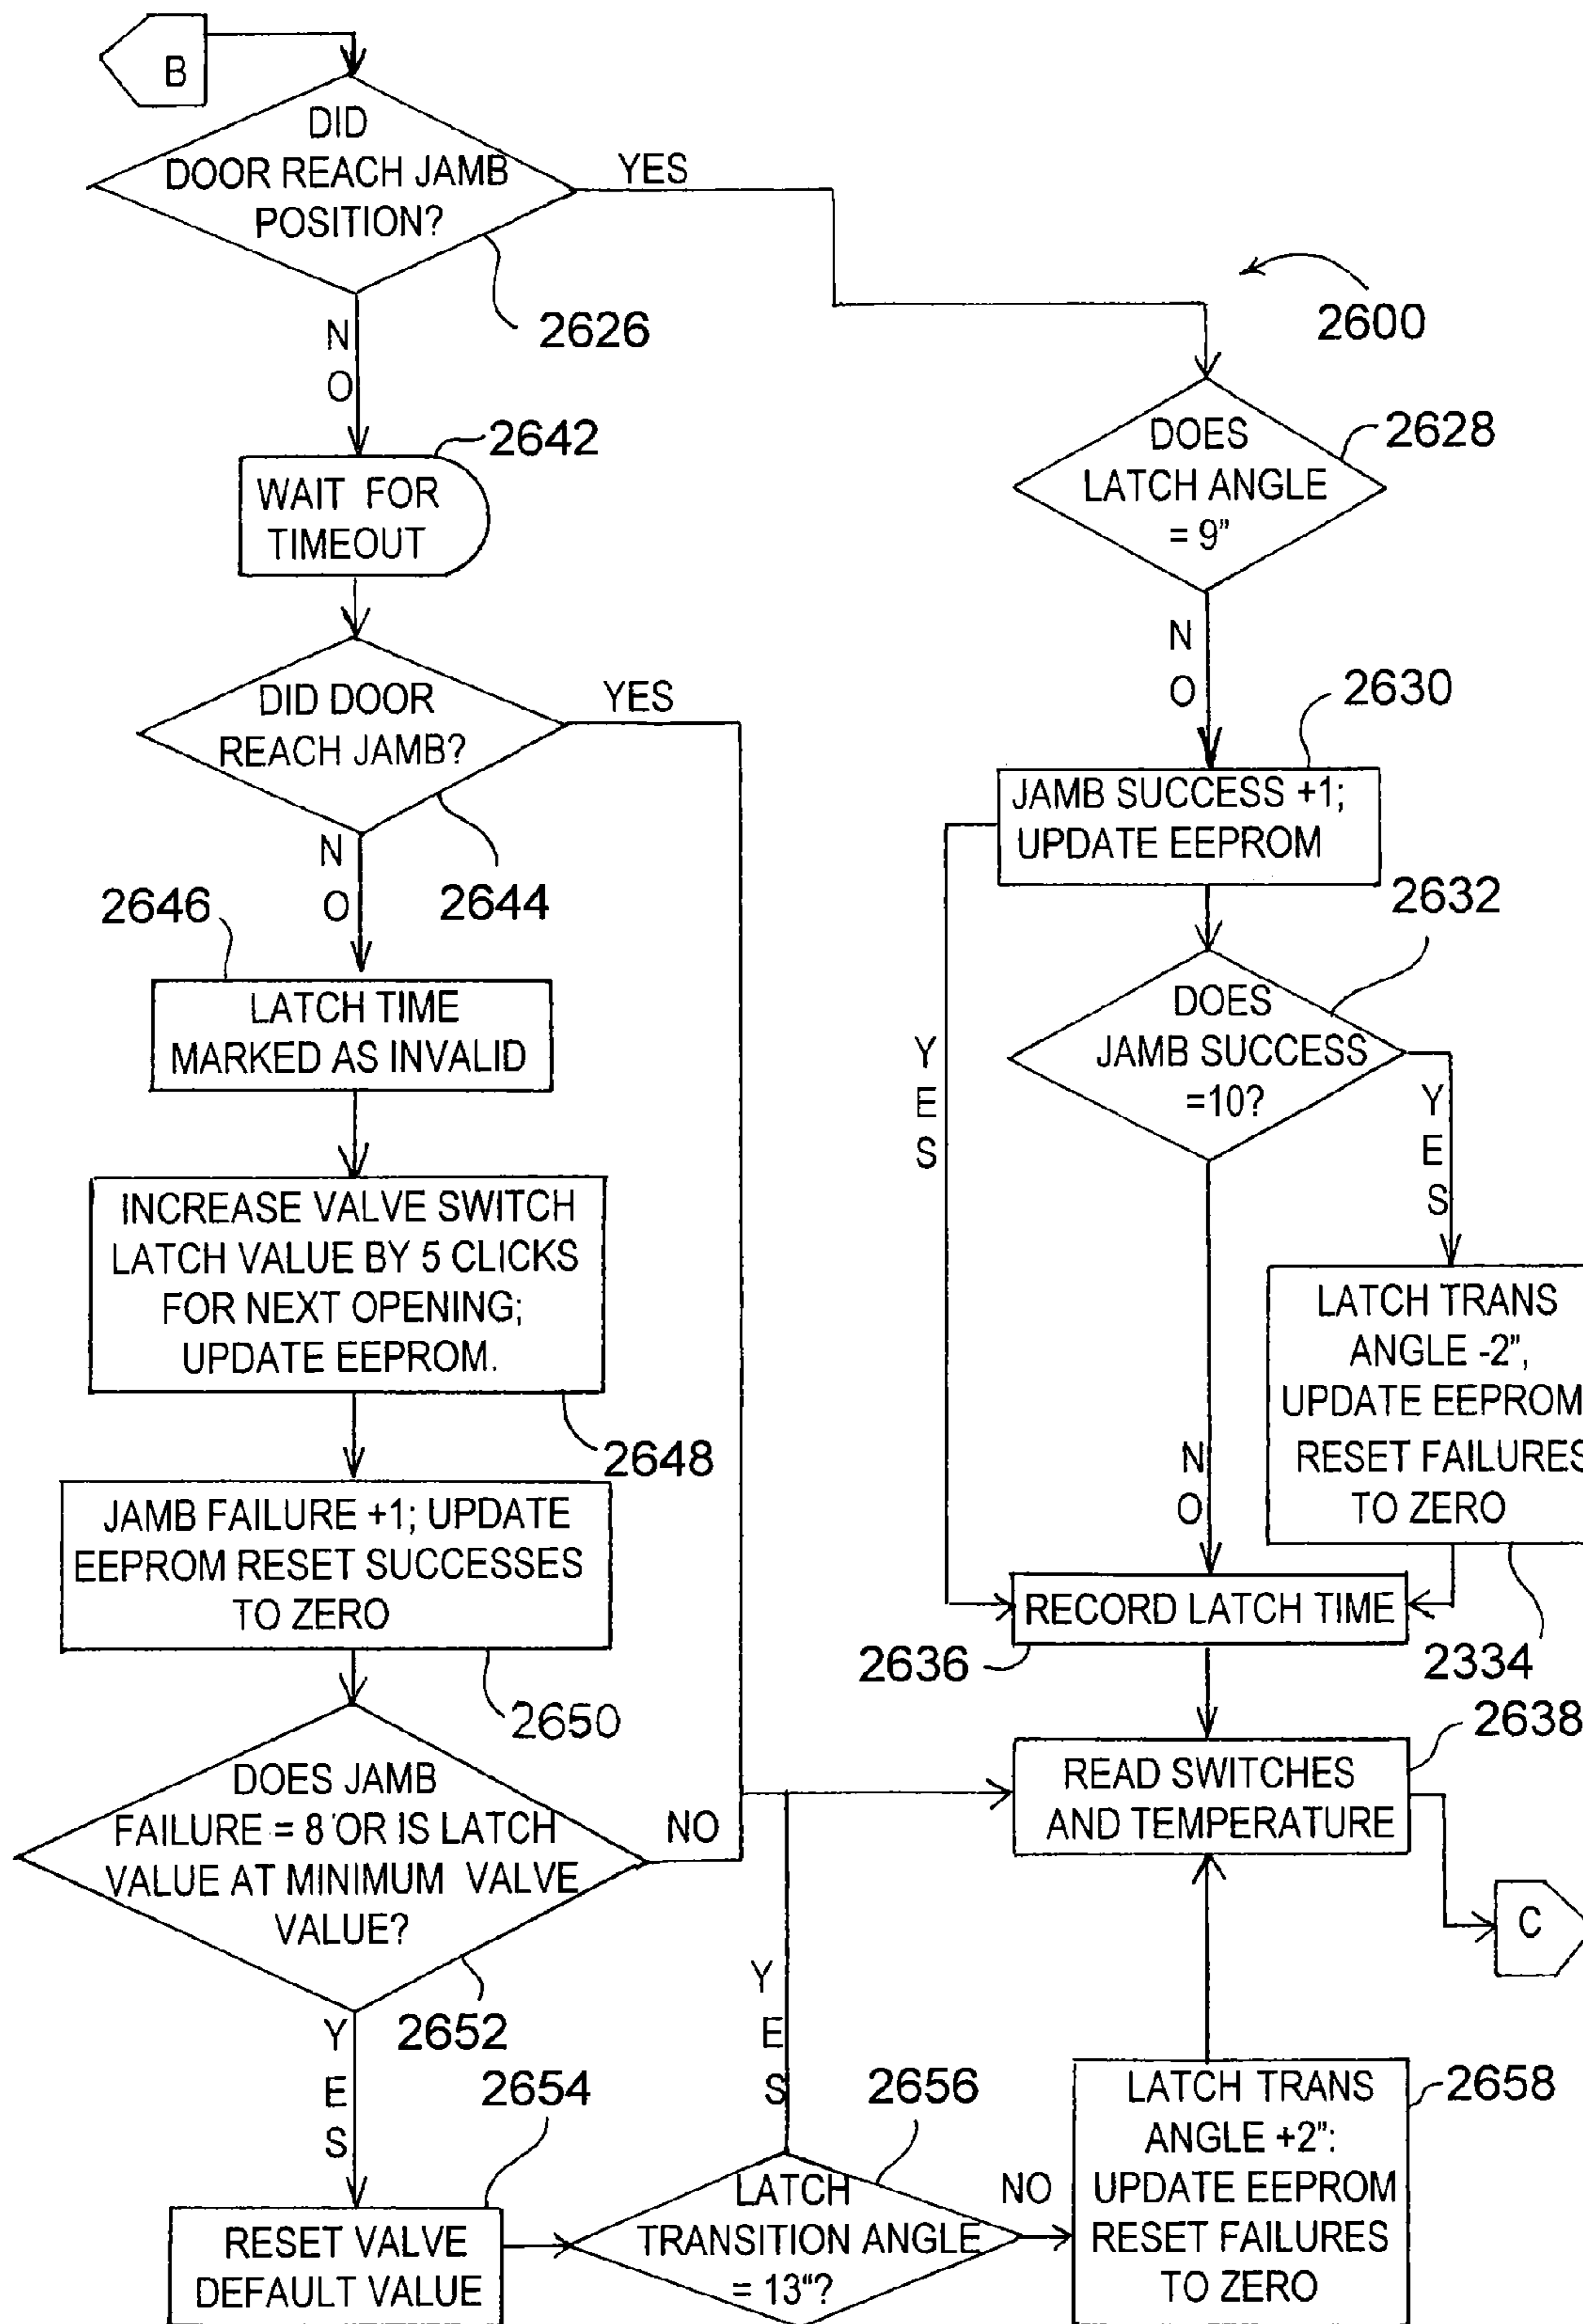 B
DID
DOOR REACH JAMB
POSITION?
YES
2626
N
O
2600
2642
WAIT FOR
TIMEOUT
DOES
LATCH ANGLE
= 9"
2628
N
O
DID DOOR
REACH JAMB?
YES
2644
N
O
2630
JAMB SUCCESS +1;
UPDATE EEPROM
2646
LATCH TIME
MARKED AS INVALID
2632
DOES
JAMB SUCCESS
=10?
Y
E
S
Y
E
S
N
O
INCREASE VALVE SWITCH
LATCH VALUE BY 5 CLICKS
FOR NEXT OPENING;
UPDATE EEPROM.
2648
LATCH TRANS
ANGLE -2",
UPDATE EEPROM
RESET FAILURES
TO ZERO
2334
JAMB FAILURE +1; UPDATE
EEPROM RESET SUCCESSES
TO ZERO
2650
RECORD LATCH TIME
2636
2638
READ SWITCHES
AND TEMPERATURE
C
DOES JAMB
FAILURE = 8 OR IS LATCH
VALUE AT MINIMUM VALVE
VALUE?
NO
2652
Y
E
S
2654
RESET VALVE
DEFAULT VALUE
Y
E
S
2656
LATCH
TRANSITION ANGLE
= 13"?
NO
LATCH TRANS
ANGLE +2":
UPDATE EEPROM
RESET FAILURES
TO ZERO
2658